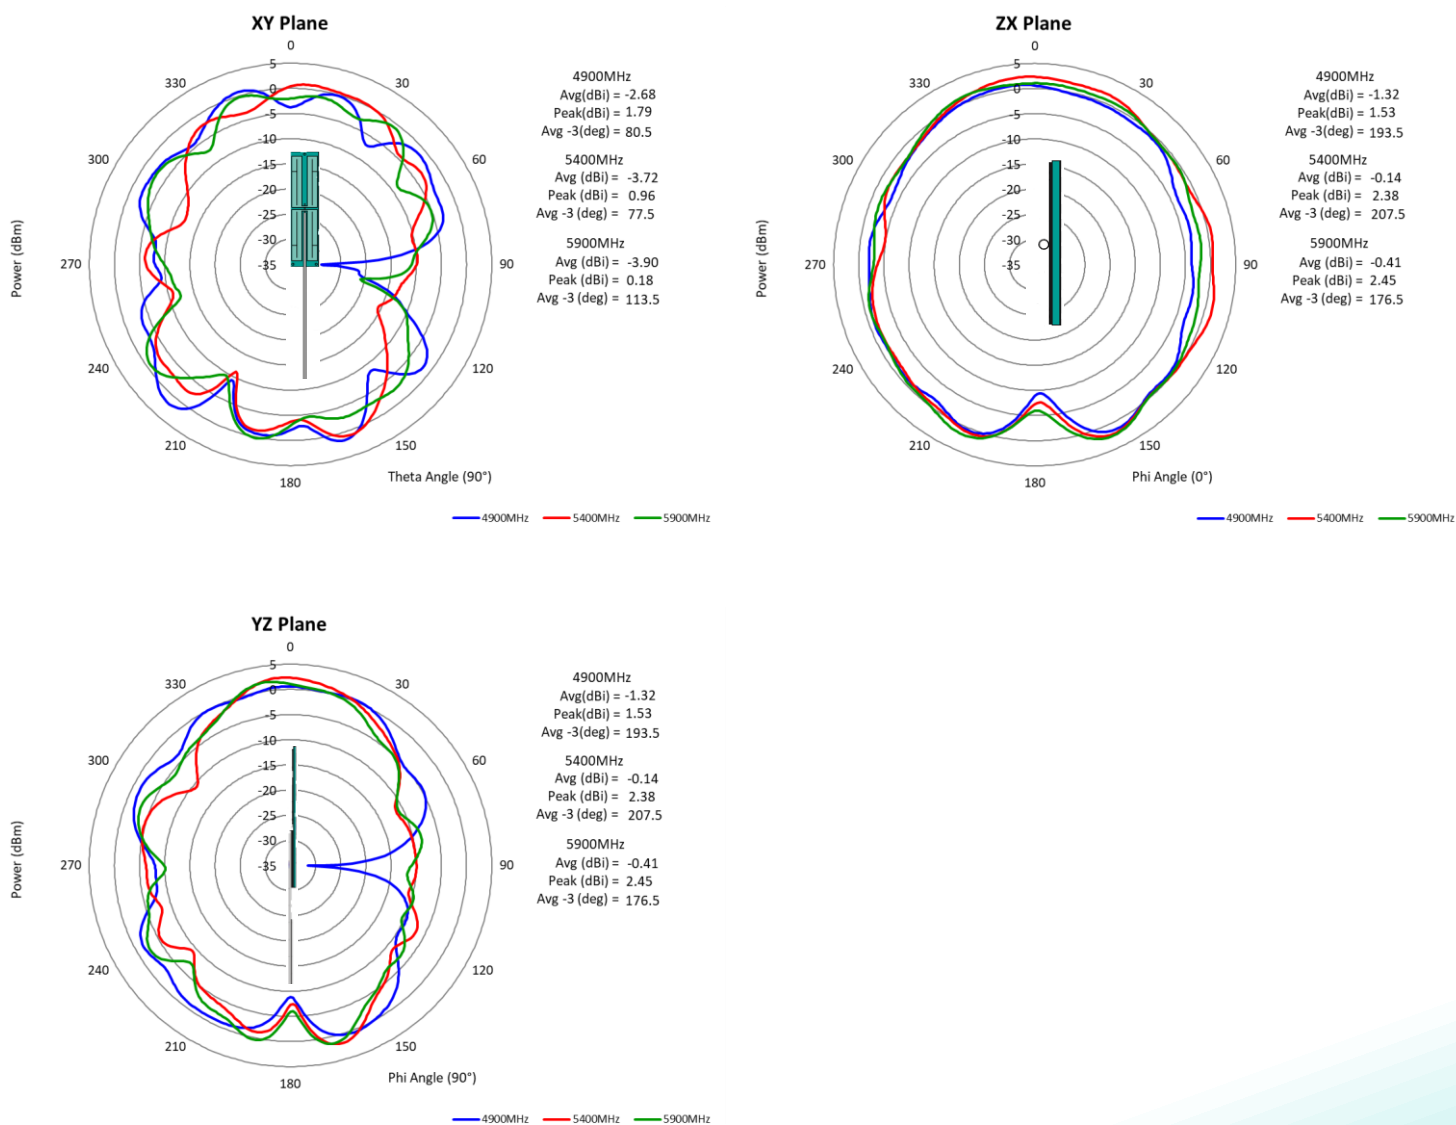 XY Plane
0
30
60
90
120
150
180
210
240
270
300
330
5
0
-5
-10
-15
-20
-25
-30
-35
Power (dBm)
Theta Angle (90°)
4900MHz
Avg(dBi) = -2.68
Peak(dBi) = 1.79
Avg -3(deg) = 80.5
5400MHz
Avg (dBi) = -3.72
Peak (dBi) = 0.96
Avg -3 (deg) = 77.5
5900MHz
Avg (dBi) = -3.90
Peak (dBi) = 0.18
Avg -3 (deg) = 113.5
4900MHz 5400MHz 5900MHz
ZX Plane
0
30
60
90
120
150
180
210
240
270
300
330
5
0
-5
-10
-15
-20
-25
-30
-35
Power (dBm)
Phi Angle (0°)
4900MHz
Avg(dBi) = -1.32
Peak(dBi) = 1.53
Avg -3(deg) = 193.5
5400MHz
Avg (dBi) = -0.14
Peak (dBi) = 2.38
Avg -3 (deg) = 207.5
5900MHz
Avg (dBi) = -0.41
Peak (dBi) = 2.45
Avg -3 (deg) = 176.5
4900MHz 5400MHz 5900MHz
YZ Plane
0
30
60
90
120
150
180
210
240
270
300
330
5
0
-5
-10
-15
-20
-25
-30
-35
Power (dBm)
Phi Angle (90°)
4900MHz
Avg(dBi) = -1.32
Peak(dBi) = 1.53
Avg -3(deg) = 193.5
5400MHz
Avg (dBi) = -0.14
Peak (dBi) = 2.38
Avg -3 (deg) = 207.5
5900MHz
Avg (dBi) = -0.41
Peak (dBi) = 2.45
Avg -3 (deg) = 176.5
4900MHz 5400MHz 5900MHz